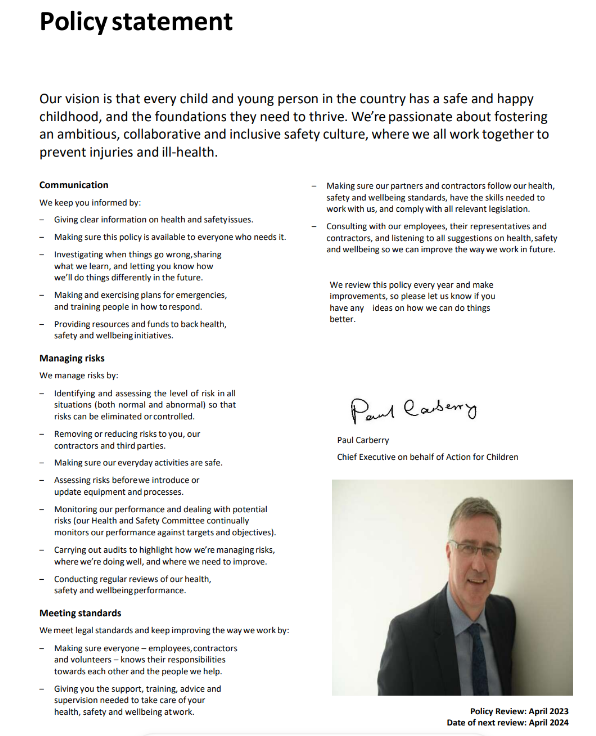 Policy statement
Our vision is that every child and young person in the country has a safe and happy
childhood, and the foundations they need to thrive. We're passionate about fostering
an ambitious, collaborative and inclusive safety culture, where we all work together to
prevent injuries and ill-health.
Communication
We keep you informed by:
– Giving clear information on health and safety issues.
– Making sure this policy is available to everyone who needs it.
– Investigating when things go wrong, sharing
what we learn, and letting you know how
we'll do things differently in the future.
– Making and exercising plans for emergencies,
and training people in how to respond.
– Providing resources and funds to back health,
safety and wellbeing initiatives.
Managing risks
We manage risks by:
– Identifying and assessing the level of risk in all
situations (both normal and abnormal) so that
risks can be eliminated or controlled.
– Removing or reducing risks to you, our
contractors and third parties.
– Making sure our everyday activities are safe.
– Assessing risks before we introduce or
update equipment and processes.
– Monitoring our performance and dealing with potential
risks (our Health and Safety Committee continually
monitors our performance against targets and objectives).
– Carrying out audits to highlight how we're managing risks,
where we're doing well, and where we need to improve.
– Conducting regular reviews of our health,
safety and wellbeing performance.
Meeting standards
We meet legal standards and keep improving the way we work by:
– Making sure everyone – employees, contractors
and volunteers – knows their responsibilities
towards each other and the people we help.
– Giving you the support, training, advice and
supervision needed to take care of your
health, safety and wellbeing at work.
– Making sure our partners and contractors follow our health,
safety and wellbeing standards, have the skills needed to
work with us, and comply with all relevant legislation.
– Consulting with our employees, their representatives and
contractors, and listening to all suggestions on health, safety
and wellbeing so we can improve the way we work in future.
We review this policy every year and make
improvements, so please let us know if you
have any ideas on how we can do things
better.
Paul Carberry
Paul Carberry
Chief Executive on behalf of Action for Children
Policy Review: April 2023
Date of next review: April 2024